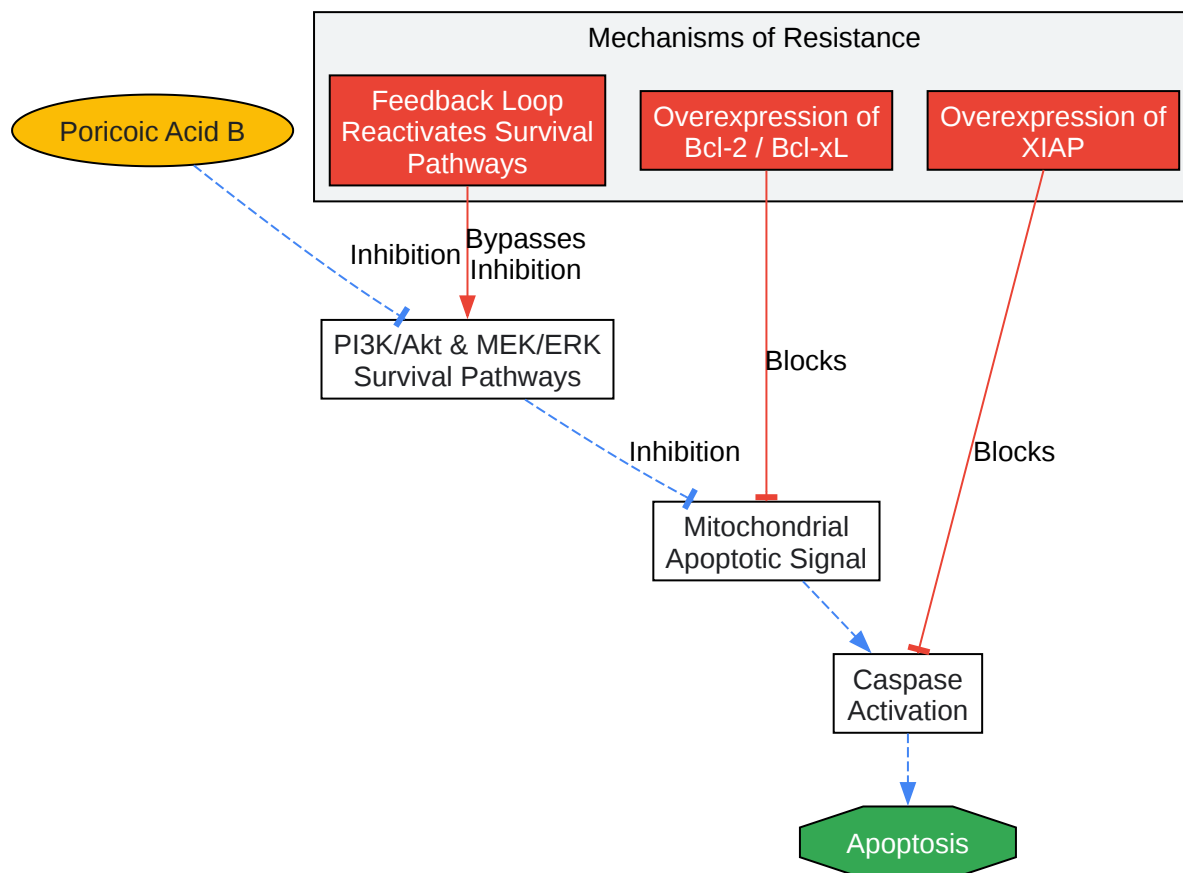 Mechanisms of Resistance
Poricoic Acid B
Feedback Loop
Reactivates Survival
Pathways
Overexpression of
Bcl-2 / Bcl-xL
Overexpression of
XIAP
Inhibition
Bypasses
Inhibition
PI3K/Akt & MEK/ERK
Survival Pathways
Blocks
Inhibition
Blocks
Mitochondrial
Apoptotic Signal
Caspase
Activation
Apoptosis